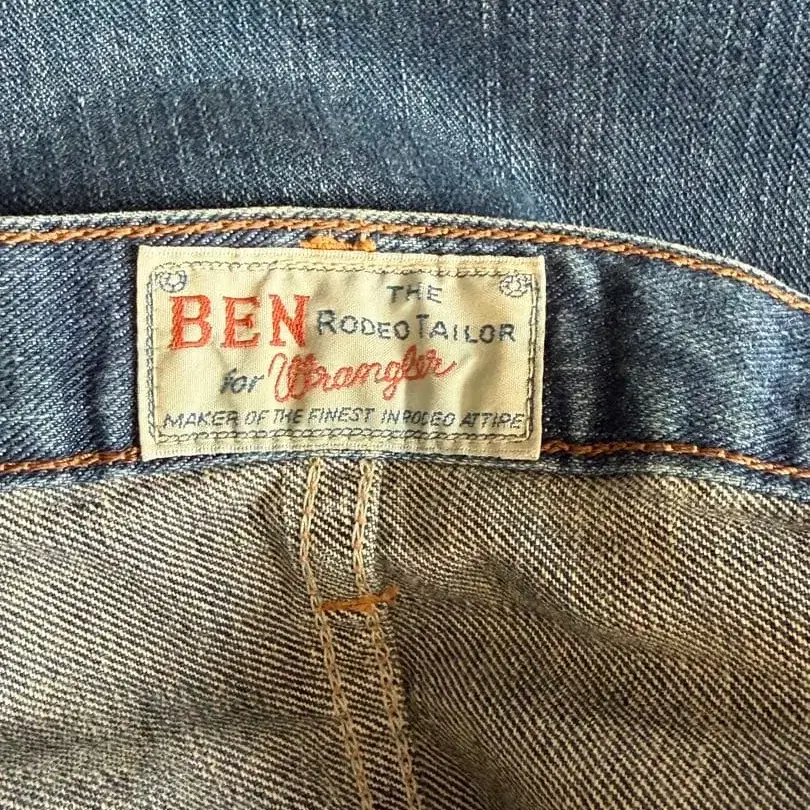 THE
BEN RODEO TAILOR
for Wrangler
MAKER OF THE FINEST IN RODEO ATTIRE